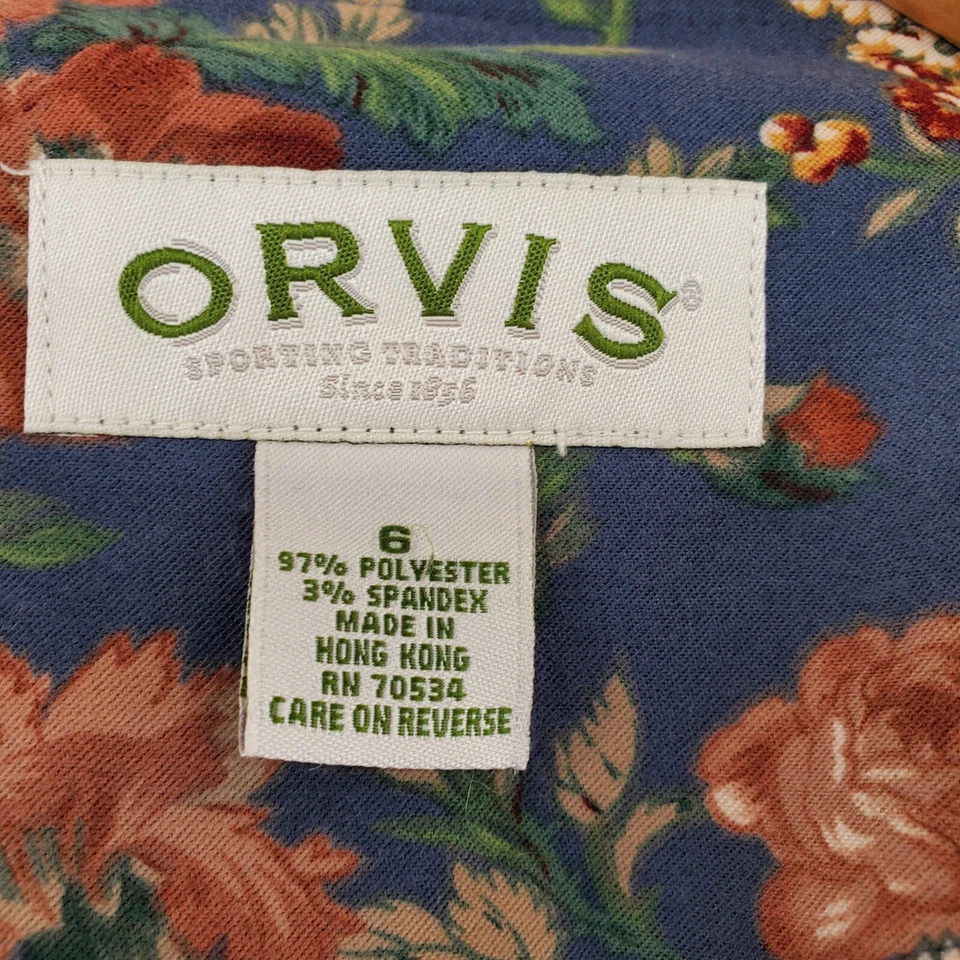 ORVIS®
SPORTING TRADITIONS
Since 1856
6
97% POLYESTER
3% SPANDEX
MADE IN
HONG KONG
RN 70534
CARE ON REVERSE